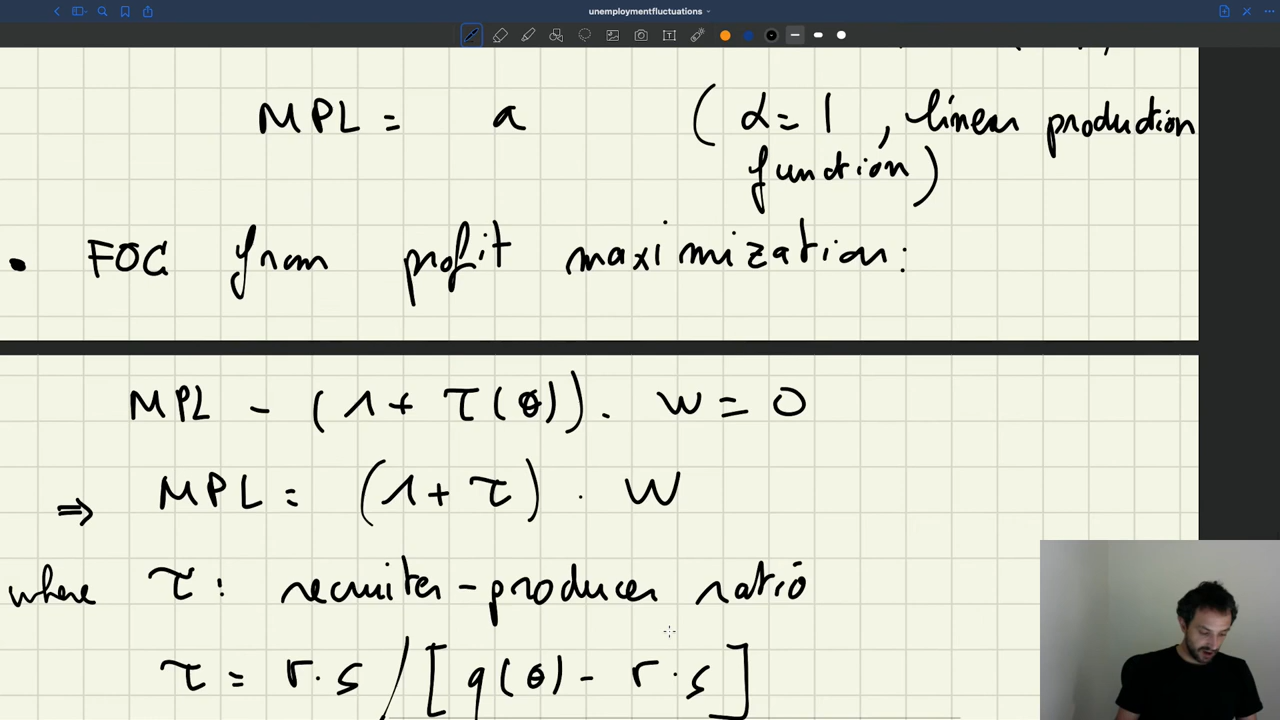 unemploymentfluctuations
MPL = a ( α = 1 , linear production
function )
• FOC from profit maximization:
MPL - ( 1 + τ(θ) ) . w = 0
⇒ MPL = ( 1 + τ ) . W
where τ : recruiter - producer ratio
τ = r . s / [ q(θ) - r . s ]